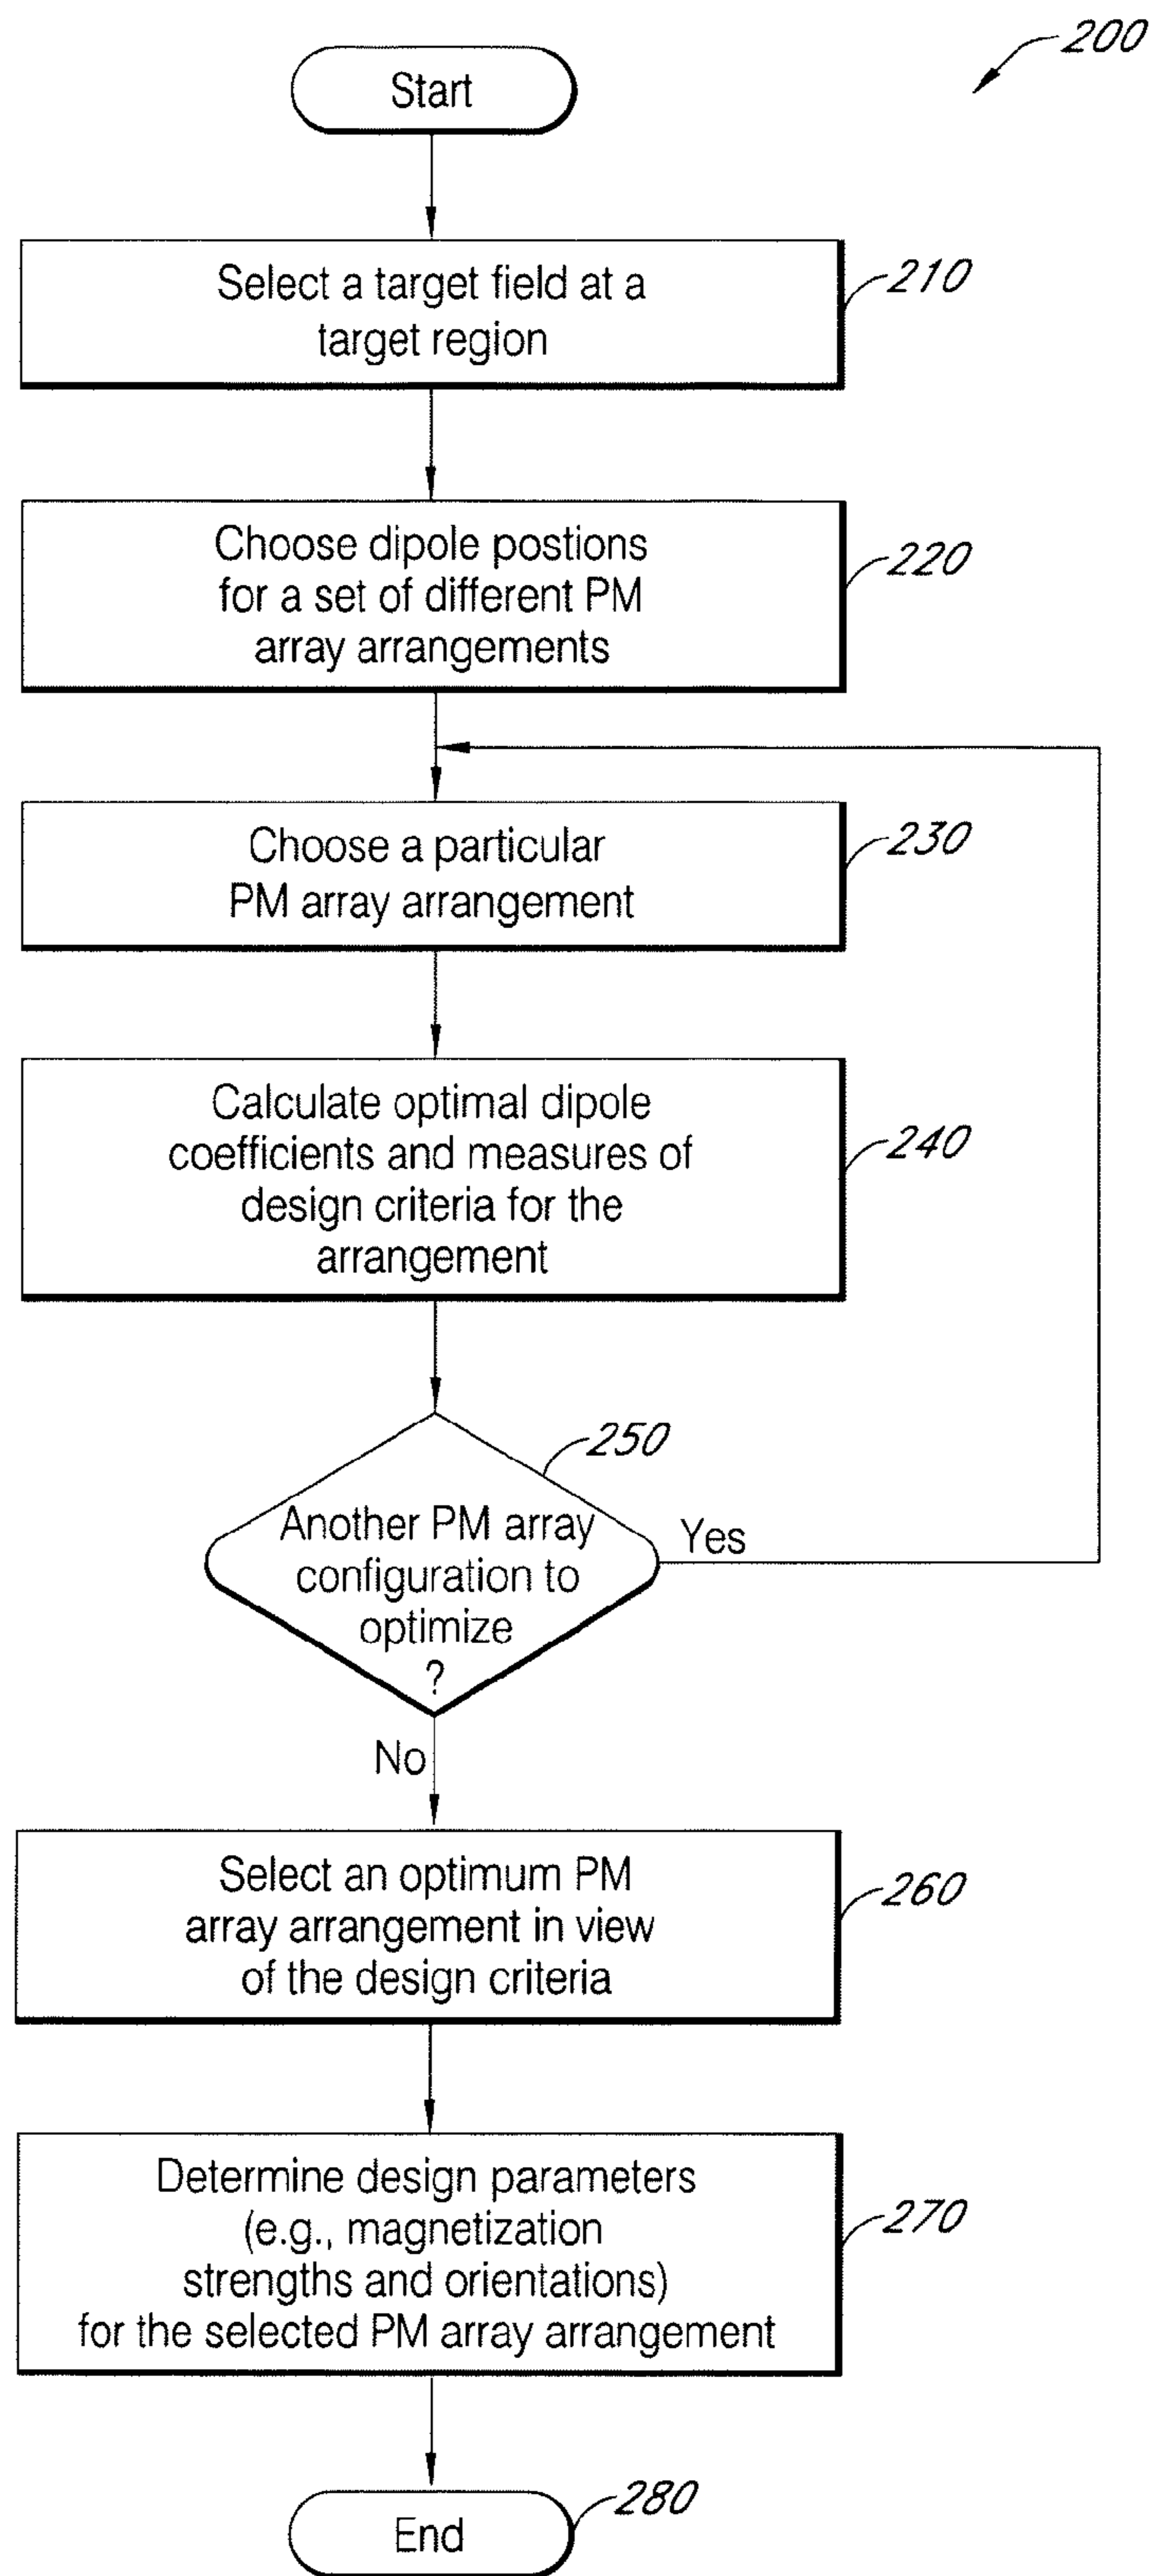 200
Start
Select a target field at a
target region
210
Choose dipole postions
for a set of different PM
array arrangements
220
Choose a particular
PM array arrangement
230
Calculate optimal dipole
coefficients and measures of
design criteria for the
arrangement
240
250
Another PM array
configuration to
optimize
?
Yes
No
Select an optimum PM
array arrangement in view
of the design criteria
260
Determine design parameters
(e.g., magnetization
strengths and orientations)
for the selected PM array arrangement
270
End
280